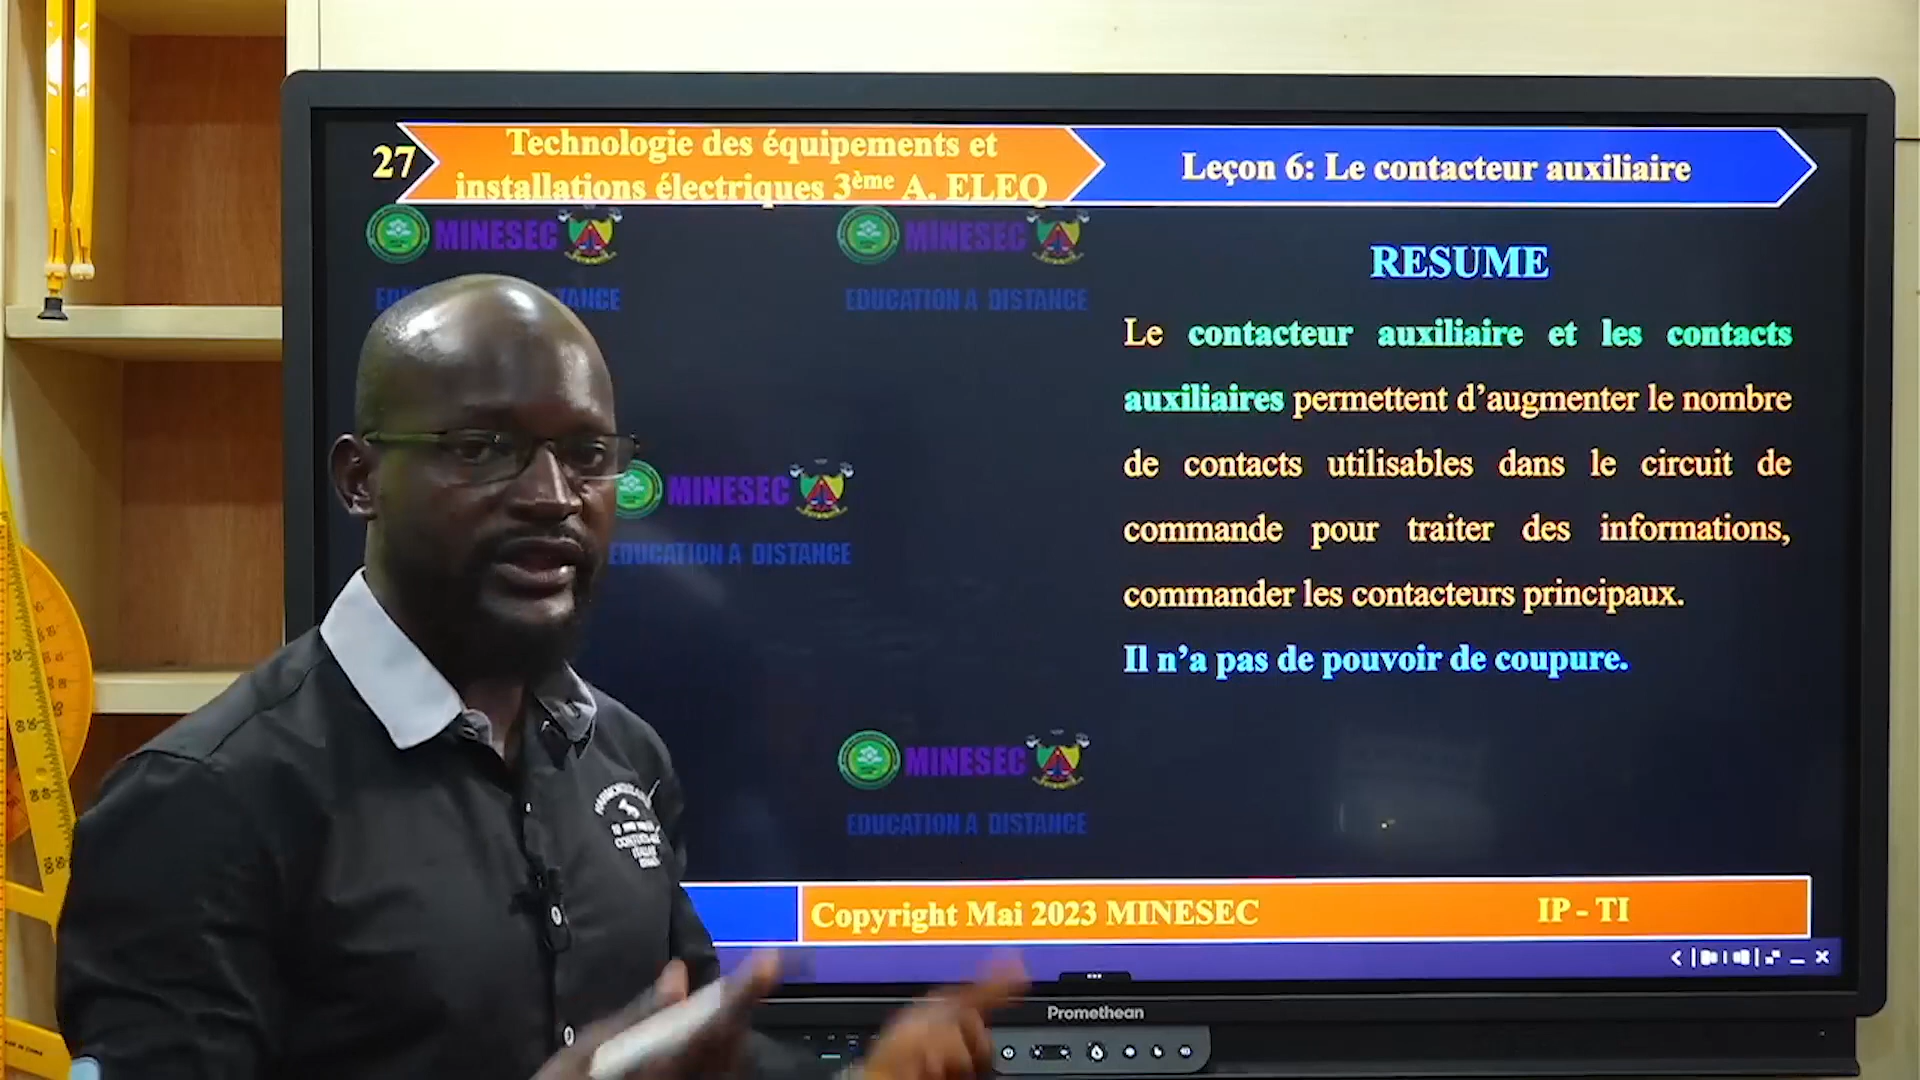 27
Technologie des équipements et
installations électriques 3ème A. ELEQ
Leçon 6: Le contacteur auxiliaire
MINESEC
MINESEC
EDUCATION A DISTANCE
RESUME
Le contacteur auxiliaire et les contacts
auxiliaires permettent d'augmenter le nombre
de contacts utilisables dans le circuit de
commande pour traiter des informations,
commander les contacteurs principaux.
Il n'a pas de pouvoir de coupure.
MINESEC
EDUCATION A DISTANCE
MINESEC
EDUCATION A DISTANCE
Copyright Mai 2023 MINESEC
IP - TI
Promethean